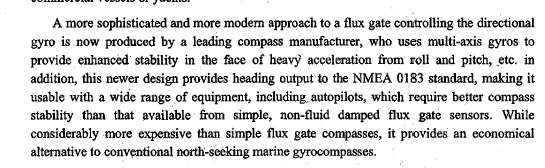 commercial vessels or yachts.
A more sophisticated and more modern approach to a flux gate controlling the directional
gyro is now produced by a leading compass manufacturer, who uses multi-axis gyros to
provide enhanced stability in the face of heavy acceleration from roll and pitch, etc. in
addition, this newer design provides heading output to the NMEA 0183 standard, making it
usable with a wide range of equipment, including autopilots, which require better compass
stability than that available from simple, non-fluid damped flux gate sensors. While
considerably more expensive than simple flux gate compasses, it provides an economical
alternative to conventional north-seeking marine gyrocompasses.